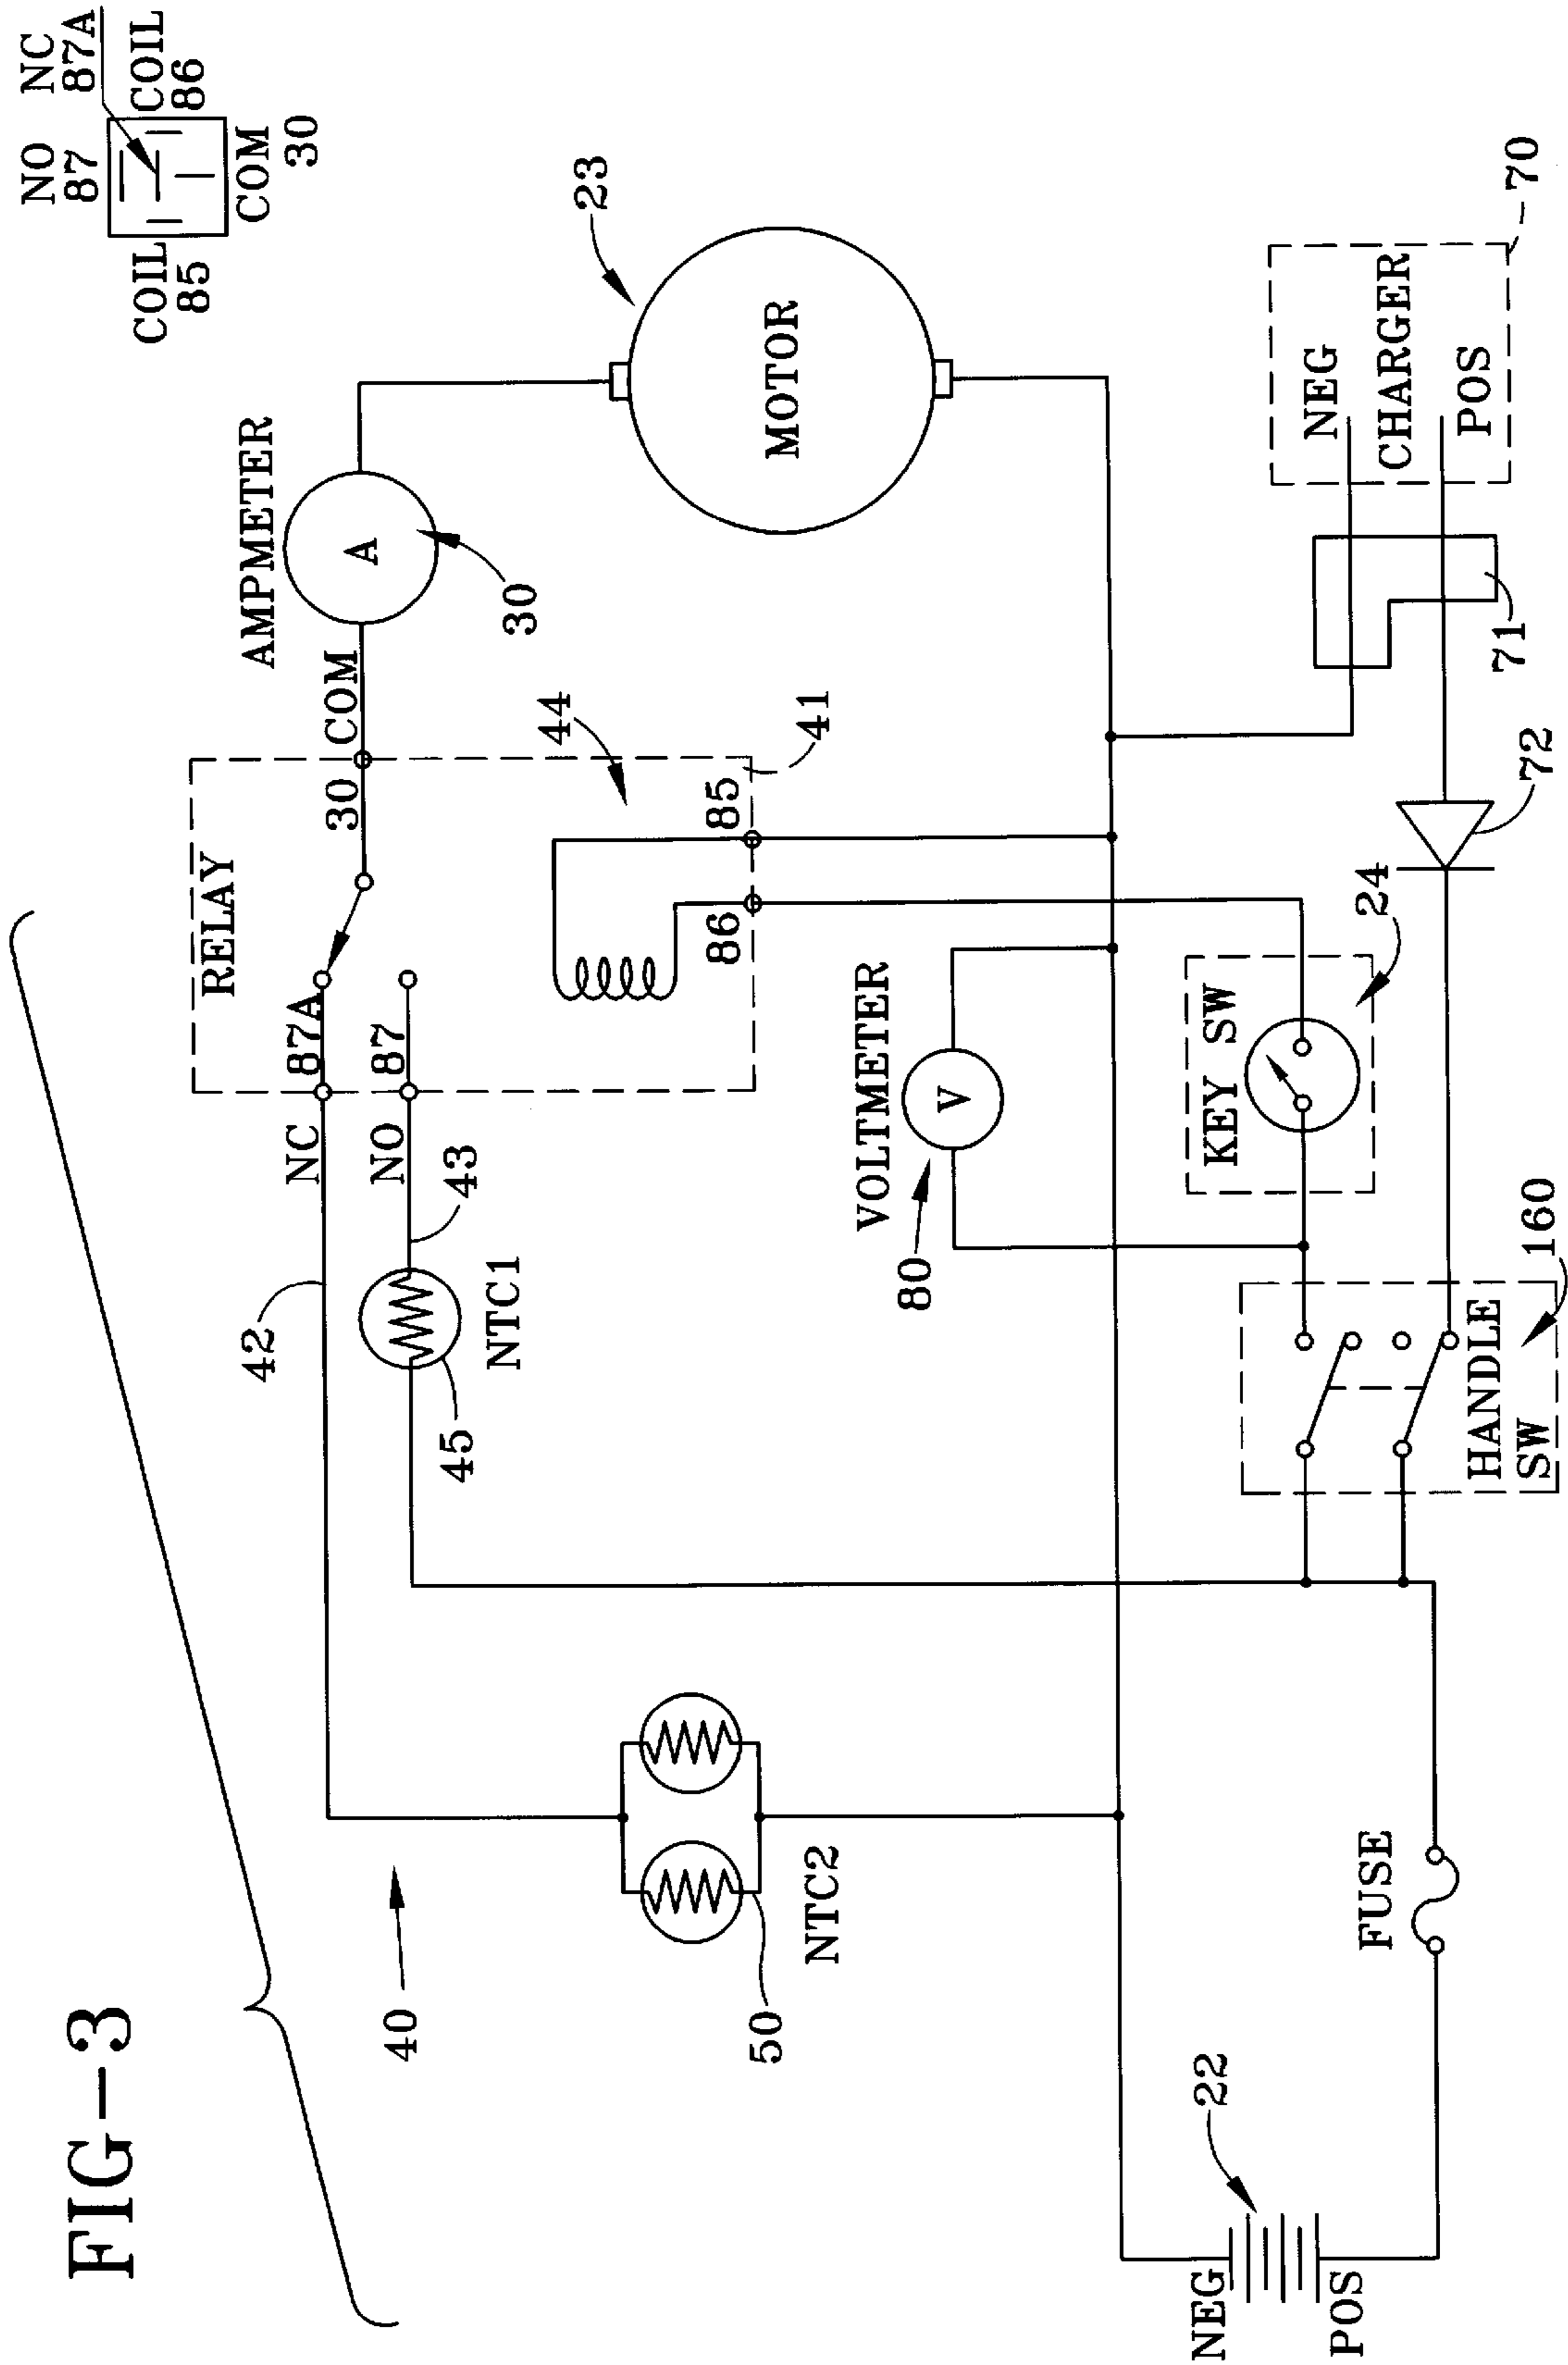 FIG-3
NO NC
87 87A
COIL
85
COIL
86
COM
30
AMPMETER
A
30
RELAY
30 COM
NC 87A
NO 87
42
43
45
NTC1
44
41
85
86
23
MOTOR
40
50
NTC2
VOLTMETER
V
80
KEY SW
24
NEG
CHARGER
POS
70
71
72
HANDLE
SW
160
FUSE
22
NEG
POS